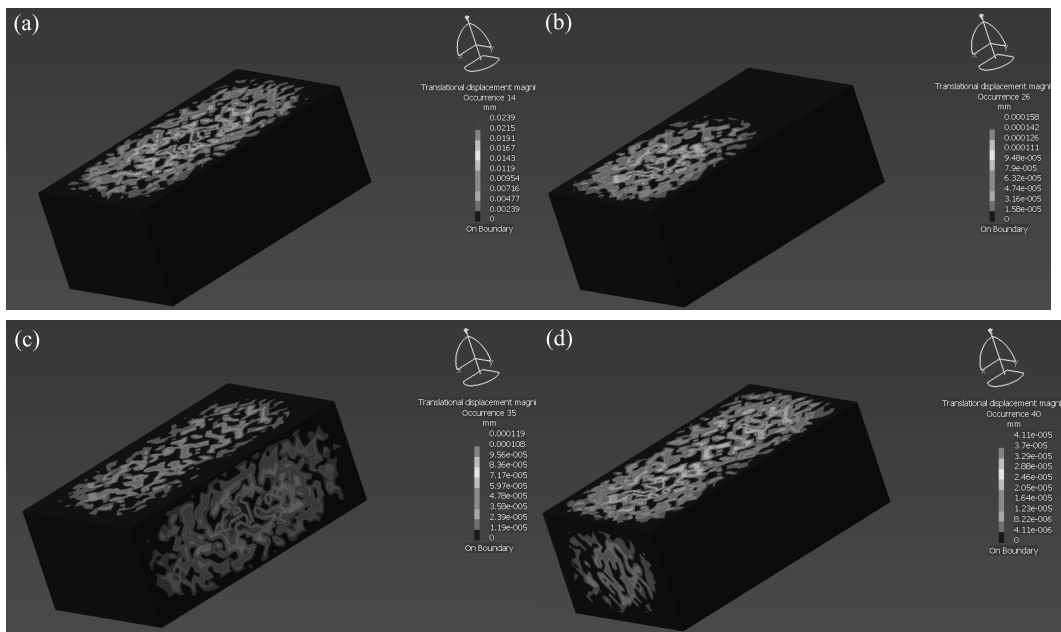 (a)
Translational displacement magni
Occurrence 14
mm
0.0239
0.0215
0.0191
0.0167
0.0143
0.0119
0.00954
0.00716
0.00477
0.00239
0
On Boundary
(b)
Translational displacement magni
Occurrence 26
mm
0.000158
0.000142
0.000126
0.000111
9.48e-005
7.9e-005
6.32e-005
4.74e-005
3.16e-005
1.58e-005
0
On Boundary
(c)
Translational displacement magni
Occurrence 35
mm
0.000119
0.000108
9.56e-005
8.36e-005
7.17e-005
5.97e-005
4.78e-005
3.58e-005
2.39e-005
1.19e-005
0
On Boundary
(d)
Translational displacement magni
Occurrence 40
mm
4.11e-005
3.7e-005
3.29e-005
2.88e-005
2.46e-005
2.05e-005
1.64e-005
1.23e-005
8.22e-006
4.11e-006
0
On Boundary